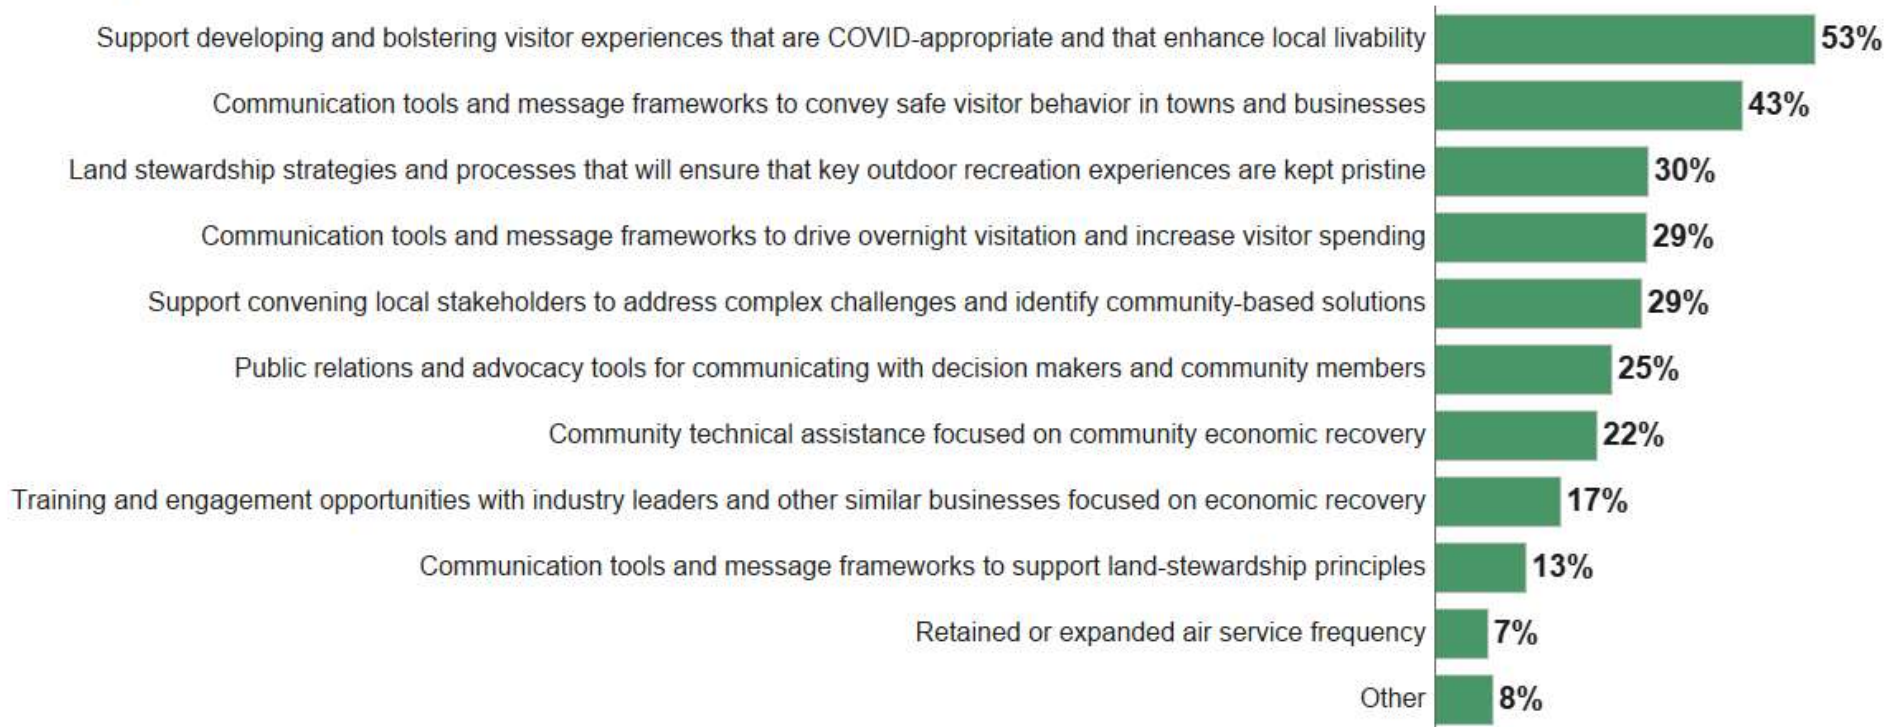 Support developing and bolstering visitor experiences that are COVID-appropriate and that enhance local livability 53%
Communication tools and message frameworks to convey safe visitor behavior in towns and businesses 43%
Land stewardship strategies and processes that will ensure that key outdoor recreation experiences are kept pristine 30%
Communication tools and message frameworks to drive overnight visitation and increase visitor spending 29%
Support convening local stakeholders to address complex challenges and identify community-based solutions 29%
Public relations and advocacy tools for communicating with decision makers and community members 25%
Community technical assistance focused on community economic recovery 22%
Training and engagement opportunities with industry leaders and other similar businesses focused on economic recovery 17%
Communication tools and message frameworks to support land-stewardship principles 13%
Retained or expanded air service frequency 7%
Other 8%